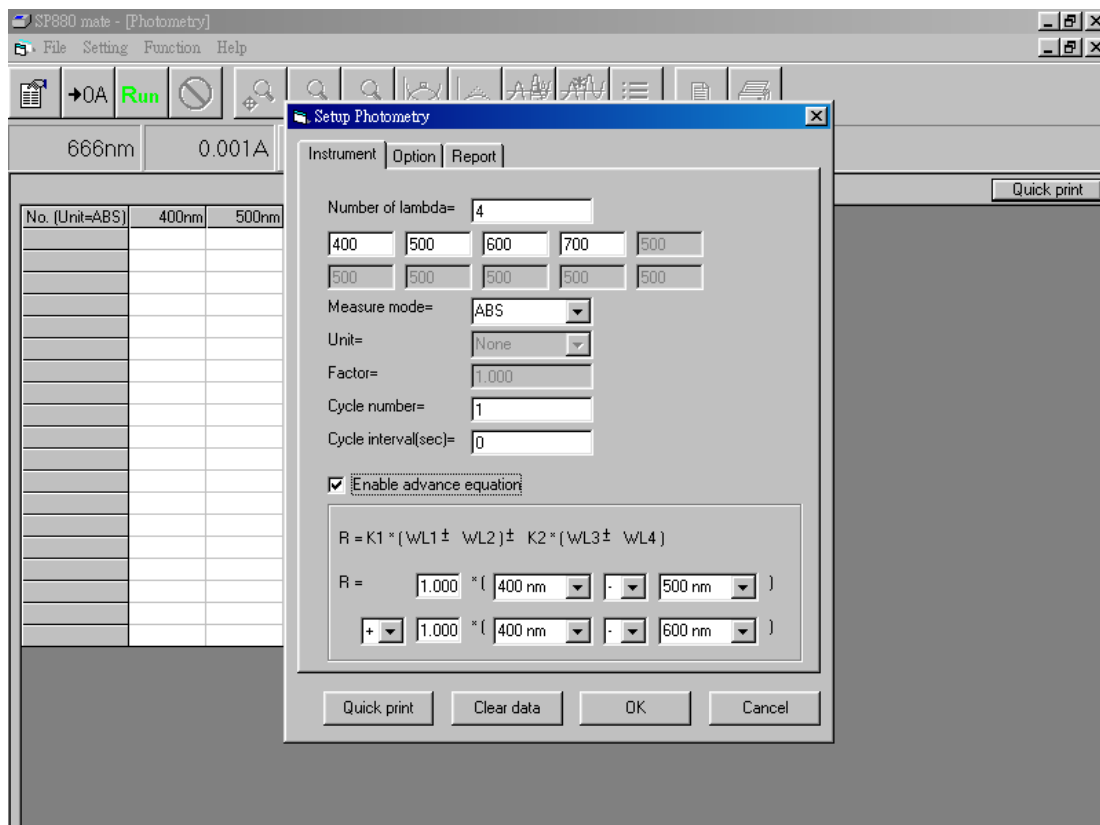 SP880 mate - [Photometry]
File Setting Function Help
→0A Run
666nm 0.001A
Setup Photometry
Instrument Option Report
Quick print
No. (Unit=ABS) 400nm 500nm
Number of lambda= 4
400 500 600 700 500
500 500 500 500 500
Measure mode= ABS
Unit= None
Factor= 1.000
Cycle number= 1
Cycle interval(sec)= 0
Enable advance equation
R = K1 * ( WL1 ± WL2 ) ± K2 * ( WL3 ± WL4 )
R = 1.000 * ( 400 nm - 500 nm )
+ 1.000 * ( 400 nm - 600 nm )
Quick print Clear data OK Cancel